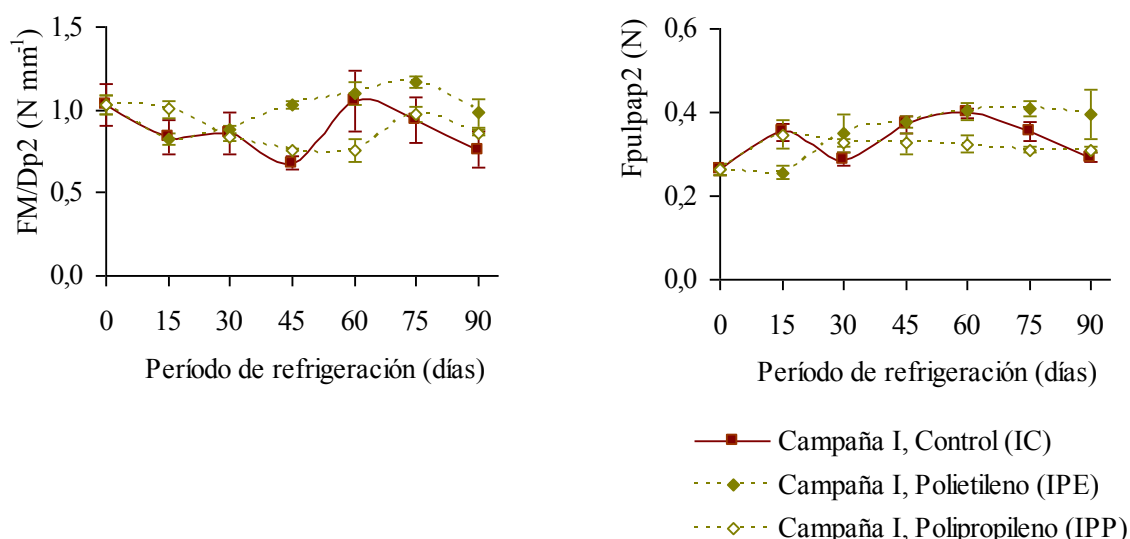 FM/Dp2 (N mm-1)
1,5
1,0
0,5
0,0
0 15 30 45 60 75 90
Período de refrigeración (días)
Fpulpap2 (N)
0,6
0,4
0,2
0,0
0 15 30 45 60 75 90
Período de refrigeración (días)
Campaña I, Control (IC)
Campaña I, Polietileno (IPE)
Campaña I, Polipropileno (IPP)